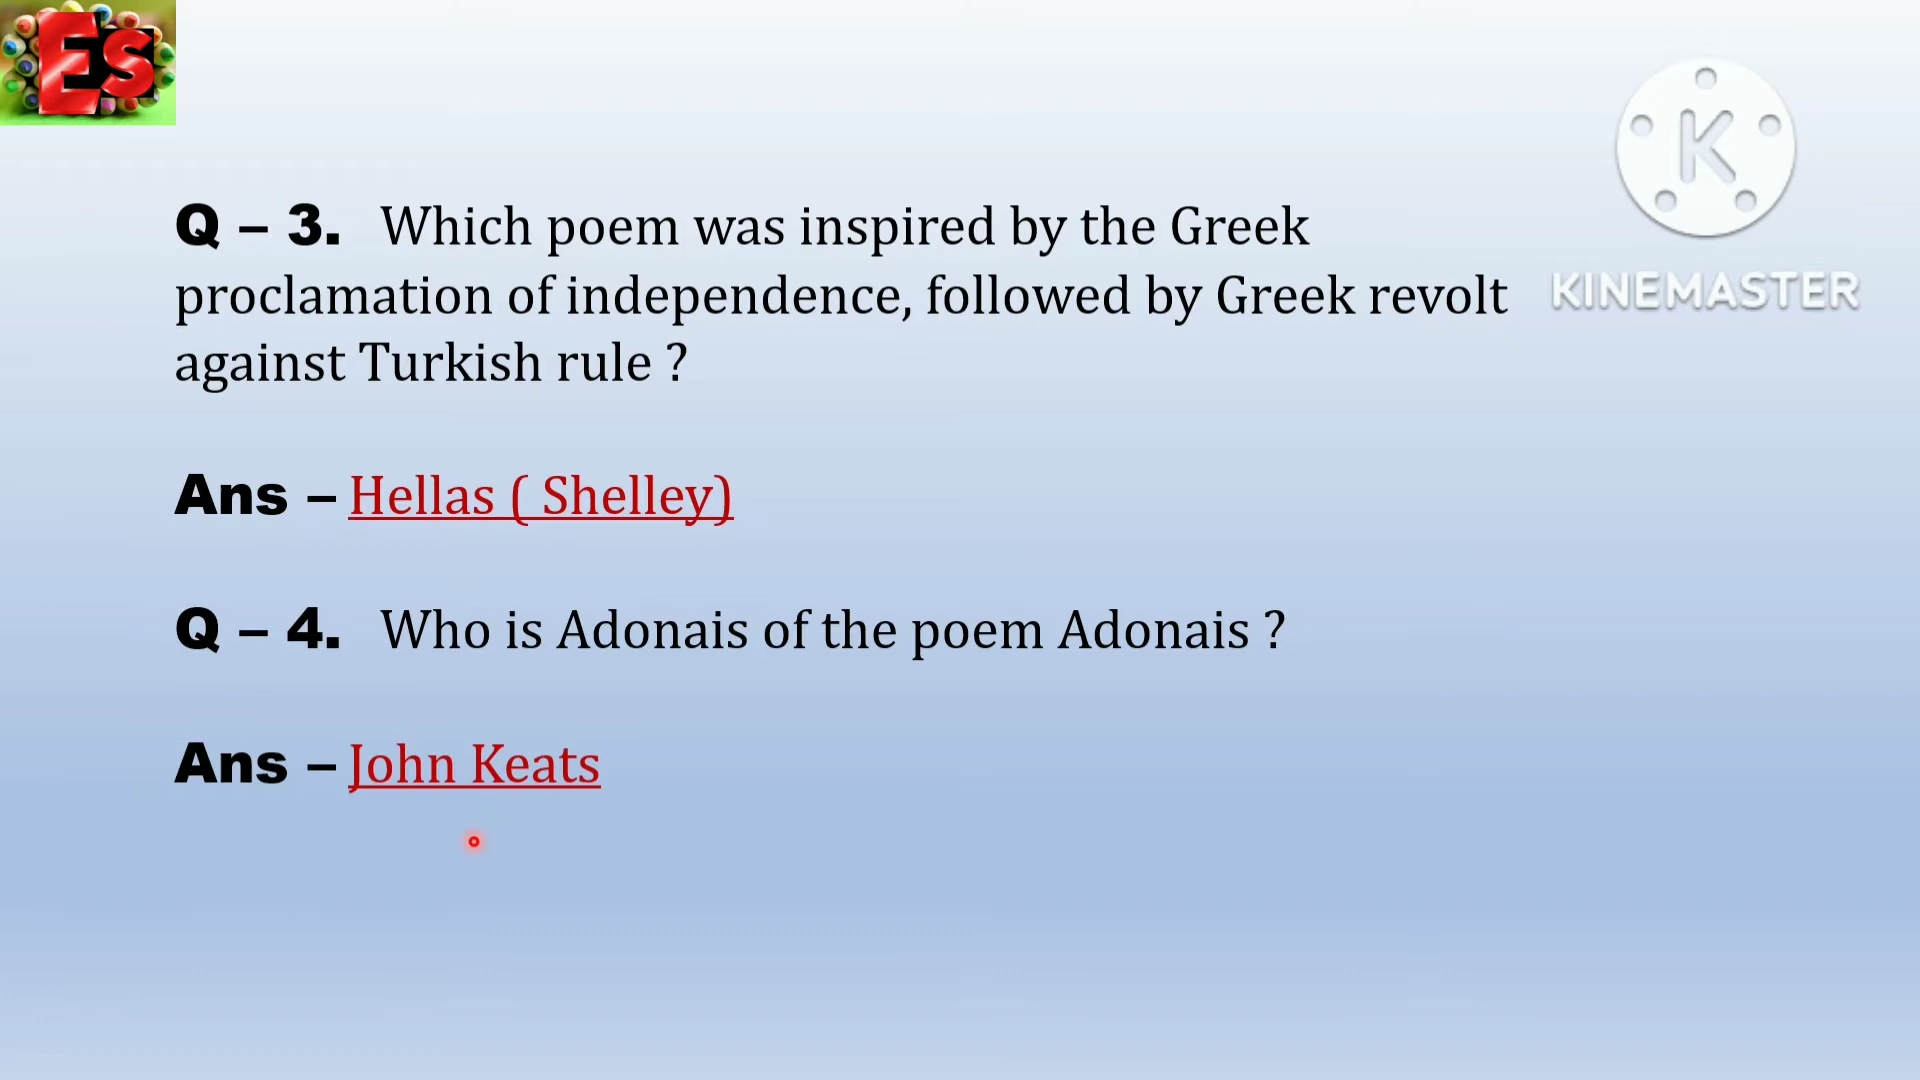 Es
K
KINEMASTER
Q – 3. Which poem was inspired by the Greek
proclamation of independence, followed by Greek revolt
against Turkish rule ?
Ans – Hellas ( Shelley)
Q – 4. Who is Adonais of the poem Adonais ?
Ans – John Keats